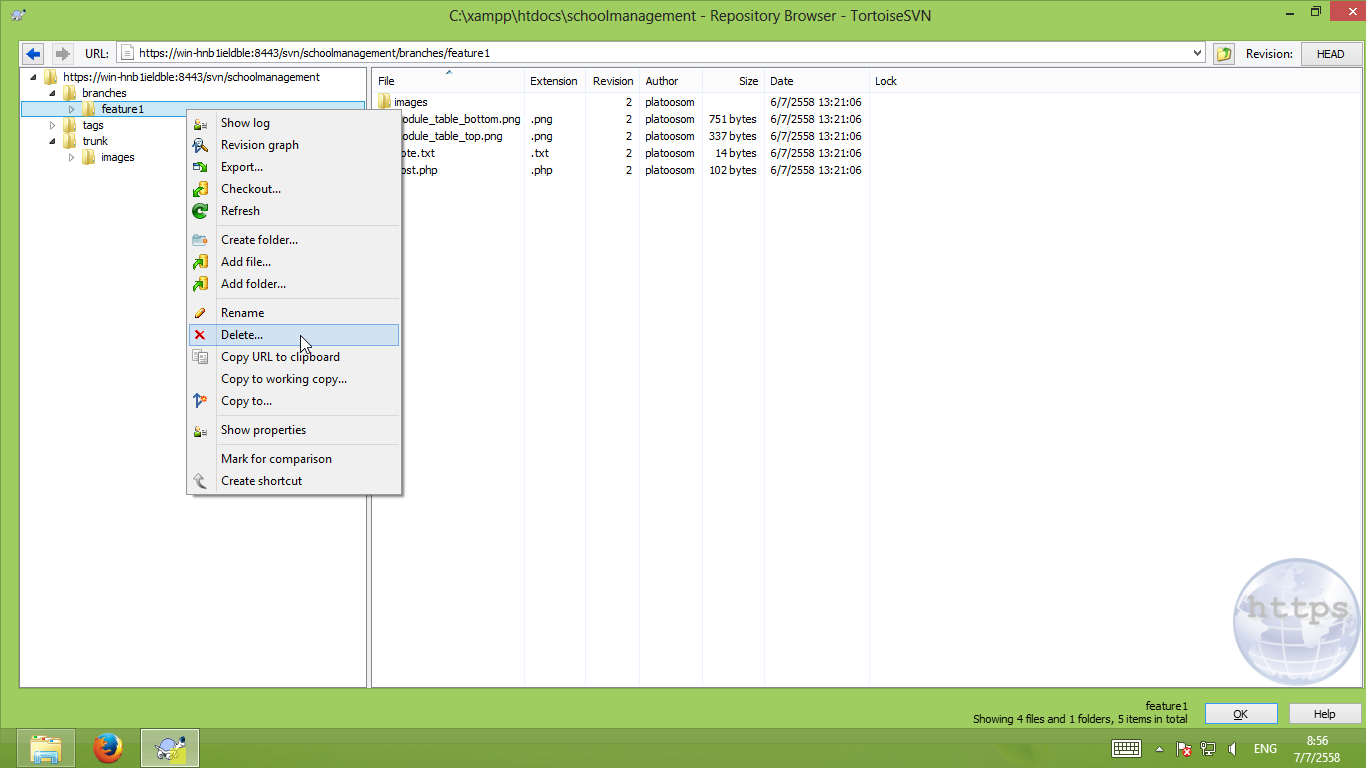 C:\xampp\htdocs\schoolmanagement - Repository Browser - TortoiseSVN
URL: https://win-hnb1ieldble:8443/svn/schoolmanagement/branches/feature1 Revision: HEAD
https://win-hnb1ieldble:8443/svn/schoolmanagement
branches
feature1
tags
trunk
images
Show log
Revision graph
Export...
Checkout...
Refresh
Create folder...
Add file...
Add folder...
Rename
Delete...
Copy URL to clipboard
Copy to working copy...
Copy to...
Show properties
Mark for comparison
Create shortcut
File Extension Revision Author Size Date Lock
images 2 platoosom 6/7/2558 13:21:06
odule_table_bottom.png .png 2 platoosom 751 bytes 6/7/2558 13:21:06
odule_table_top.png .png 2 platoosom 337 bytes 6/7/2558 13:21:06
ote.txt .txt 2 platoosom 14 bytes 6/7/2558 13:21:06
ost.php .php 2 platoosom 102 bytes 6/7/2558 13:21:06
https
feature1
Showing 4 files and 1 folders, 5 items in total
OK Help
ENG
8:56
7/7/2558